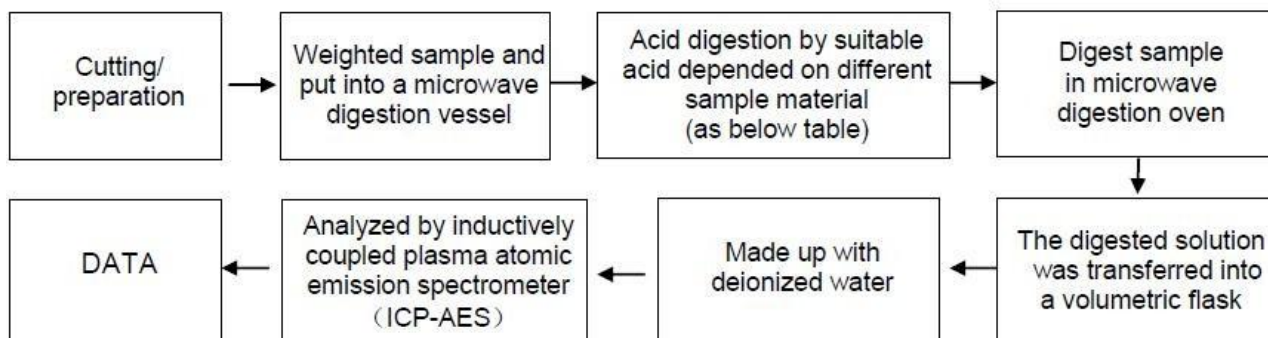 Cutting/
preparation
Weighted sample and
put into a microwave
digestion vessel
Acid digestion by suitable
acid depended on different
sample material
(as below table)
Digest sample
in microwave
digestion oven
The digested solution
was transferred into
a volumetric flask
Made up with
deionized water
Analyzed by inductively
coupled plasma atomic
emission spectrometer
（ICP-AES）
DATA